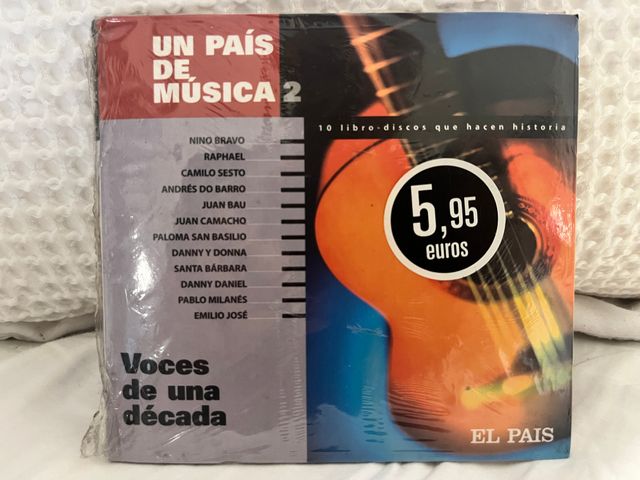 UN PAÍS
DE
MÚSICA 2
10 libro-discos que hacen historia
NINO BRAVO
RAPHAEL
CAMILO SESTO
ANDRÉS DO BARRO
JUAN BAU
JUAN CAMACHO
PALOMA SAN BASILIO
DANNY Y DONNA
SANTA BÁRBARA
DANNY DANIEL
PABLO MILANÉS
EMILIO JOSÉ
5,95
euros
Voces
de una
década
EL PAIS